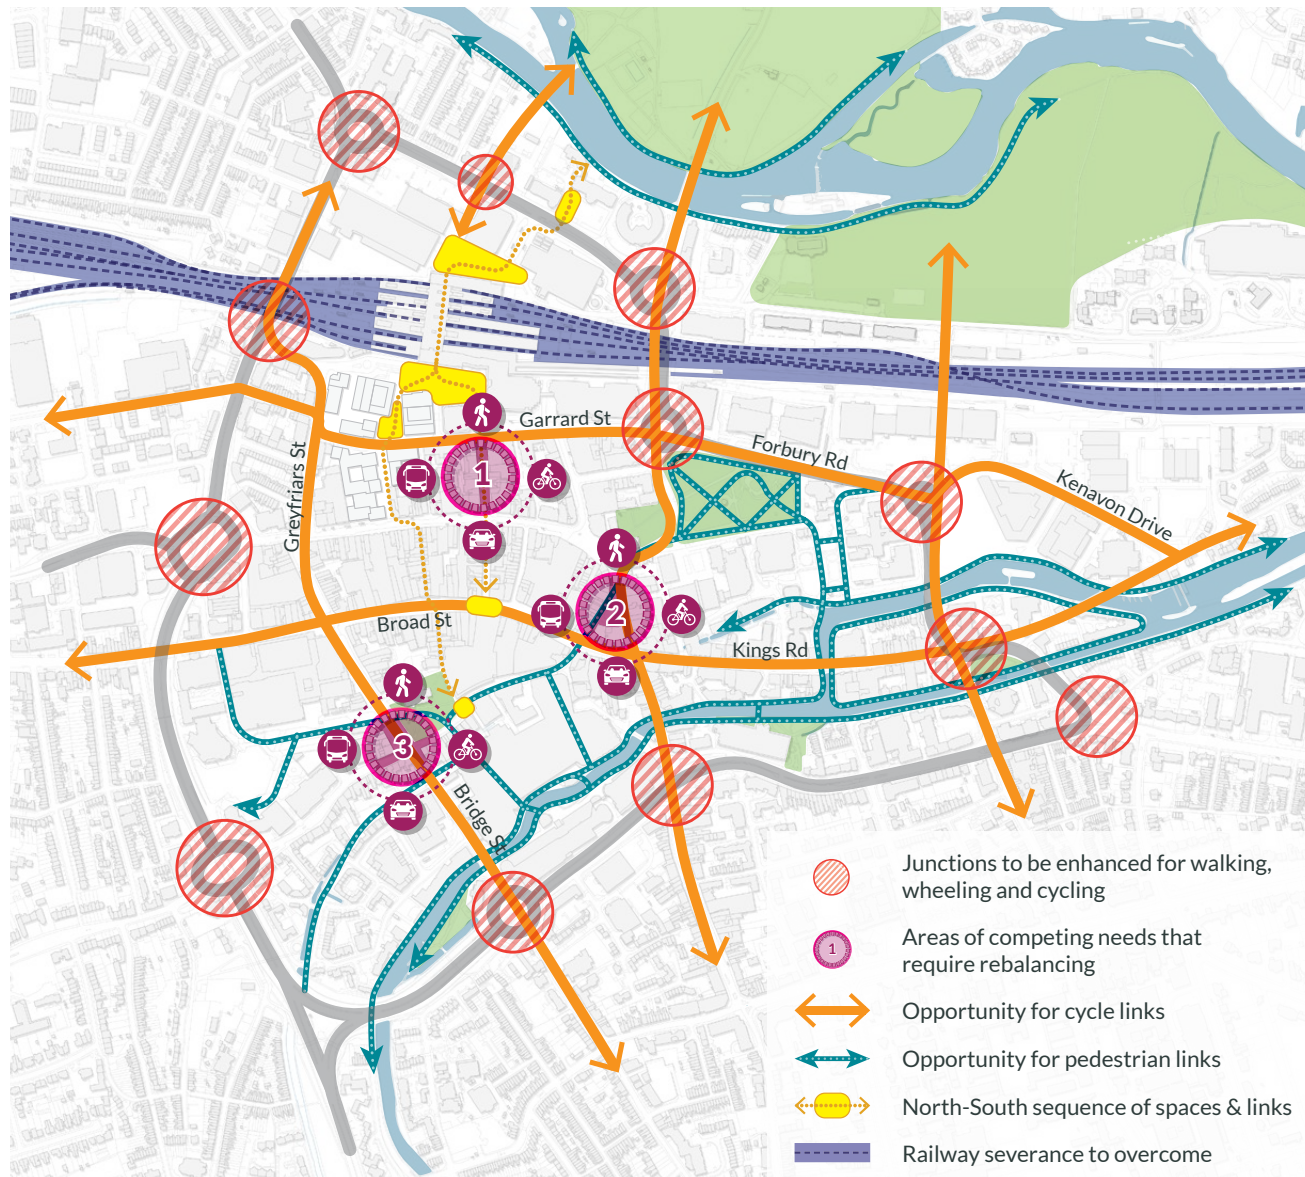 Garrard St
Forbury Rd
Kenavon Drive
Greyfriars St
1
2
Broad St
Kings Rd
3
Bridge St
Junctions to be enhanced for walking,
wheeling and cycling
1
Areas of competing needs that
require rebalancing
Opportunity for cycle links
Opportunity for pedestrian links
North-South sequence of spaces & links
Railway severance to overcome